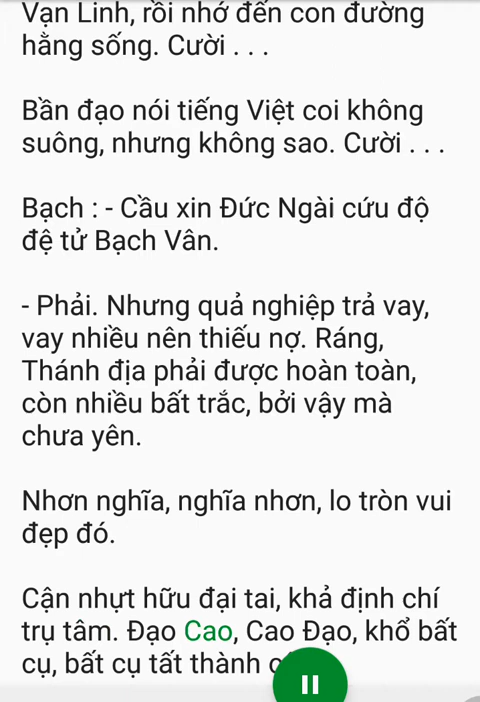 Vạn Linh, rồi nhớ đến con đường
hằng sống. Cười . . .
Bần đạo nói tiếng Việt coi không
suông, nhưng không sao. Cười . . .
Bạch : - Cầu xin Đức Ngài cứu độ
đệ tử Bạch Vân.
- Phải. Nhưng quả nghiệp trả vay,
vay nhiều nên thiếu nợ. Ráng,
Thánh địa phải được hoàn toàn,
còn nhiều bất trắc, bởi vậy mà
chưa yên.
Nhơn nghĩa, nghĩa nhơn, lo tròn vui
đẹp đó.
Cận nhựt hữu đại tai, khả định chí
trụ tâm. Đạo Cao, Cao Đạo, khổ bất
cụ, bất cụ tất thành